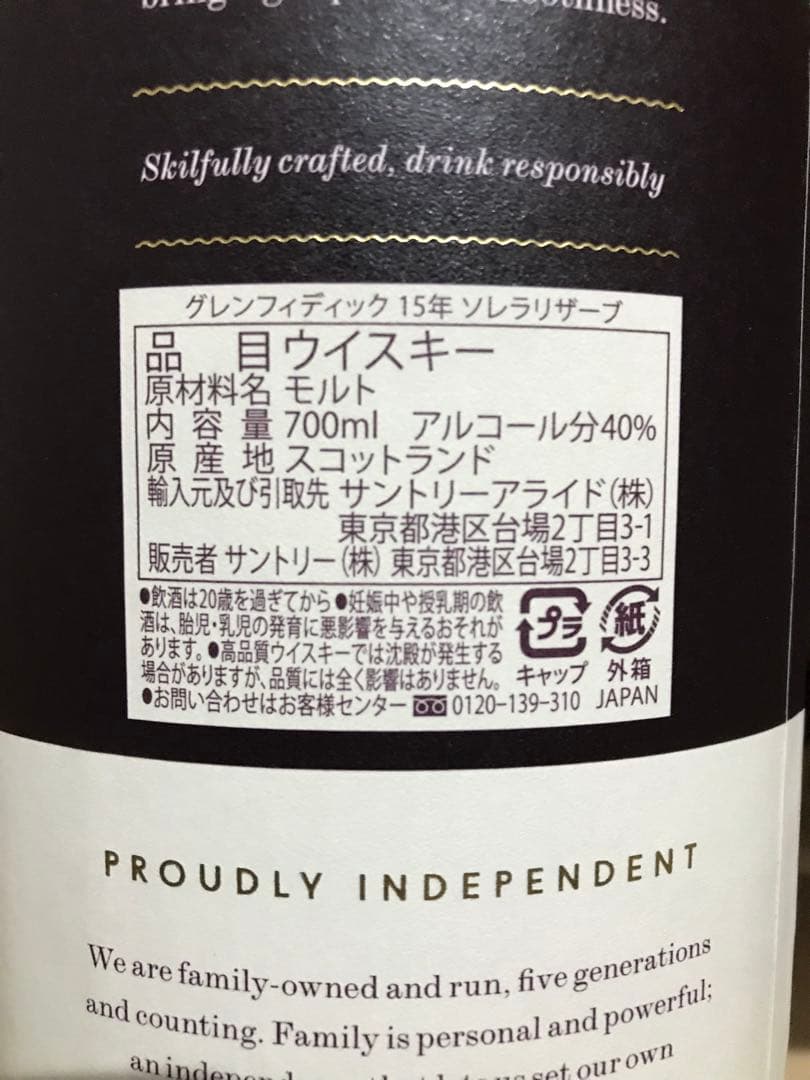 Skilfully crafted, drink responsibly
グレンフィディック 15年 ソレラリザーブ
品 目 ウイスキー
原材料名 モルト
内容量 700ml アルコール分40%
原産地 スコットランド
輸入元及び引取先 サントリーアライド(株)
東京都港区台場2丁目3-1
販売者 サントリー(株) 東京都港区台場2丁目3-3
●飲酒は20歳を過ぎてから●妊娠中や授乳期の飲
酒は、胎児・乳児の発育に悪影響を与えるおそれが
あります。●高品質ウイスキーでは沈殿が発生する
場合がありますが、品質には全く影響はありません。
●お問い合わせはお客様センター 0120-139-310
プラ 紙
キャップ 外箱
JAPAN
PROUDLY INDEPENDENT
We are family-owned and run, five generations
and counting. Family is personal and powerful;
set our own